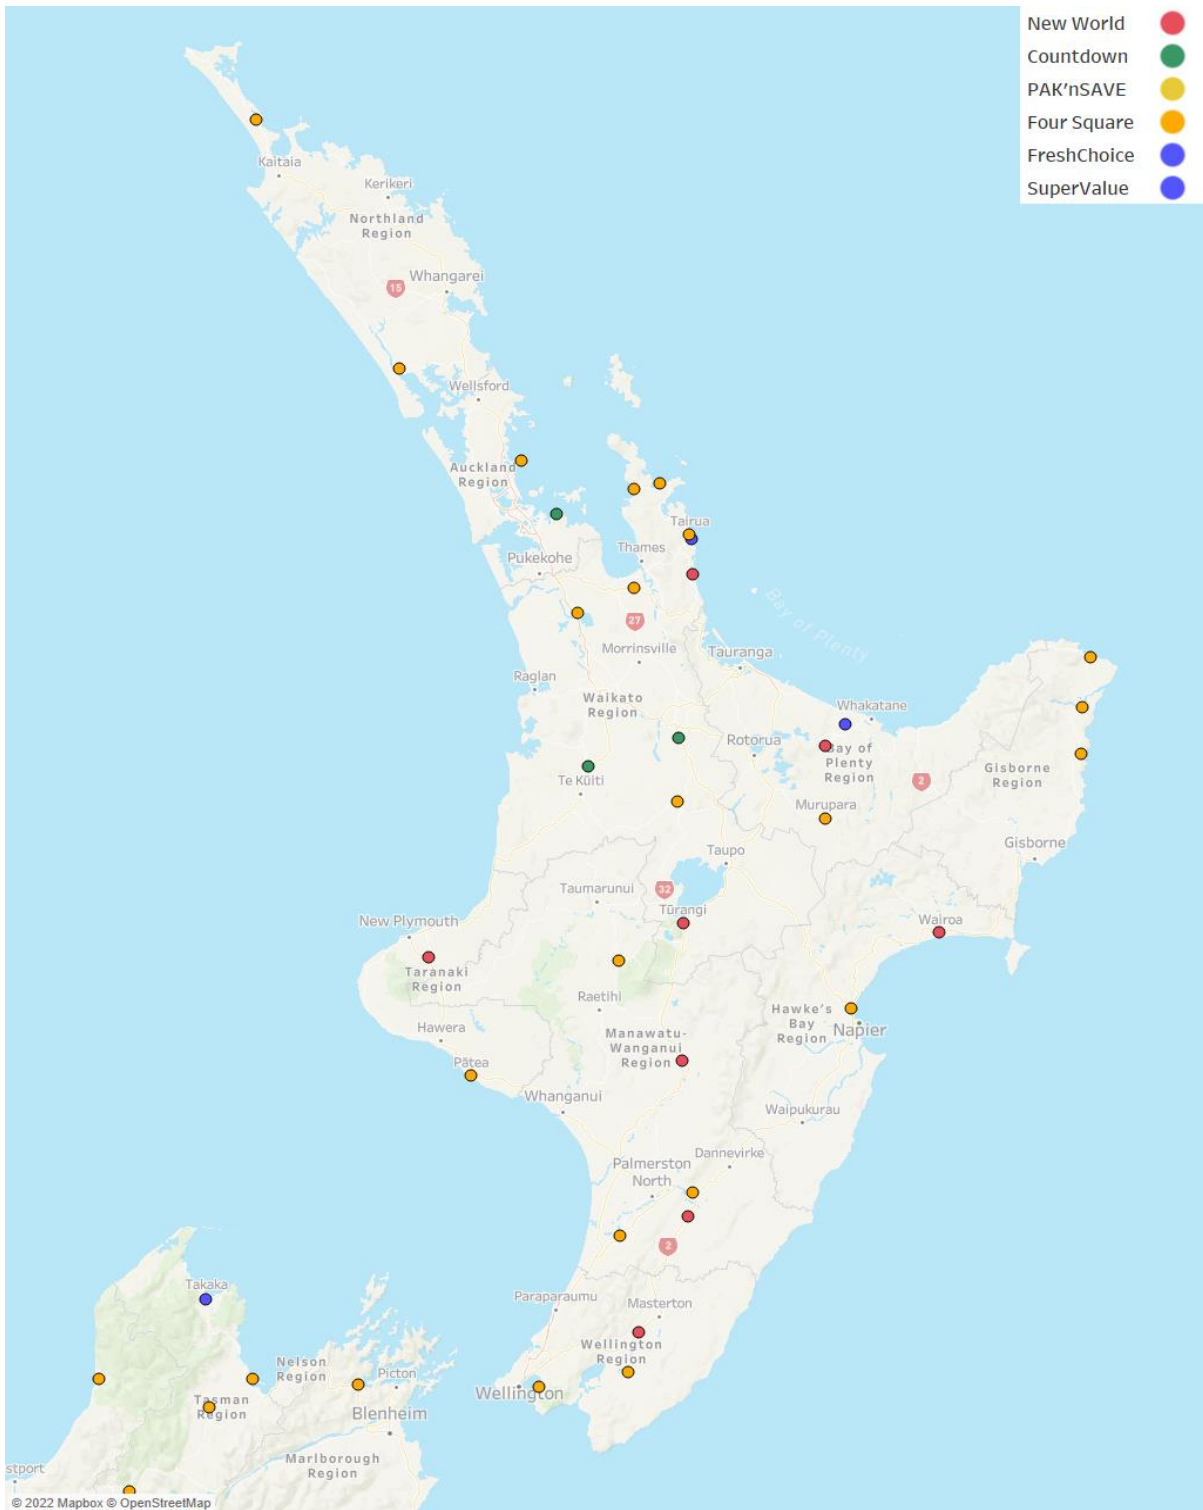 New World
Countdown
PAK'nSAVE
Four Square
FreshChoice
SuperValue
Kaitaia
Kerikeri
Northland
Region
Whangarei
15
Wellsford
Auckland
Region
Tairua
Thames
Pukekohe
Bay of Plenty
27
Morrinsville
Tauranga
Raglan
Waikato
Region
Whakatane
Rotorua
Bay of
Plenty
Region
2
Gisborne
Region
Te Kūiti
Murupara
Gisborne
Taupo
Taumarunui
32
Tūrangi
New Plymouth
Wairoa
Taranaki
Region
Raetihi
Hawke's
Bay
Region
Napier
Hawera
Manawatu-
Wanganui
Region
Pātea
Whanganui
Waipukurau
Dannevirke
Palmerston
North
2
Takaka
Paraparaumu
Masterton
Wellington
Region
Nelson
Region
Picton
Wellington
Tasman
Region
Blenheim
Marlborough
Region
stport
© 2022 Mapbox © OpenStreetMap